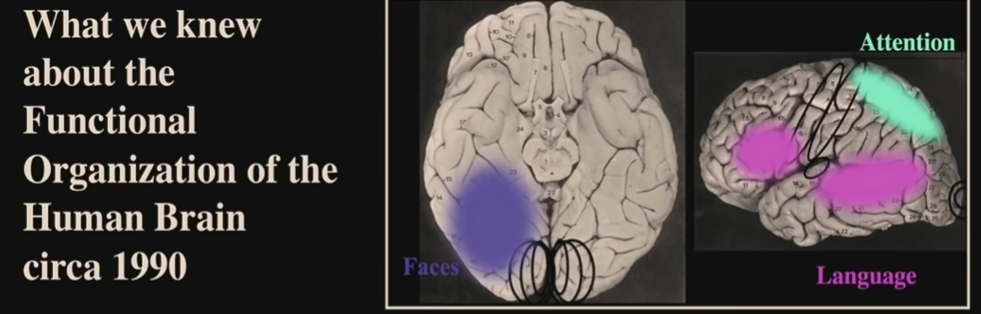 What we knew
about the
Functional
Organization of the
Human Brain
circa 1990
Faces
Attention
Language